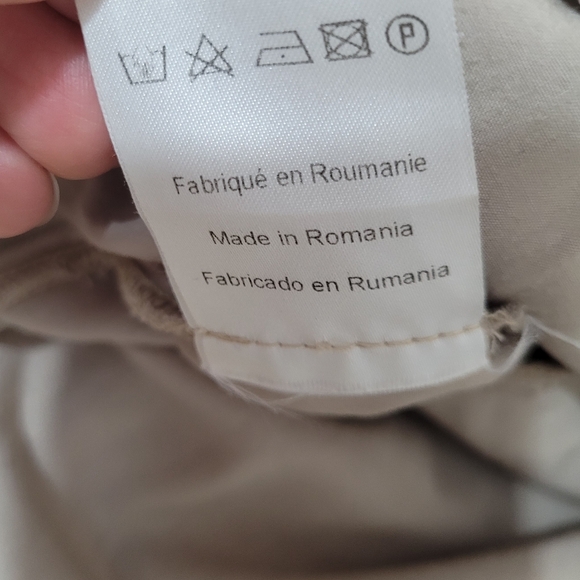 P
Fabriqué en Roumanie
Made in Romania
Fabricado en Rumania